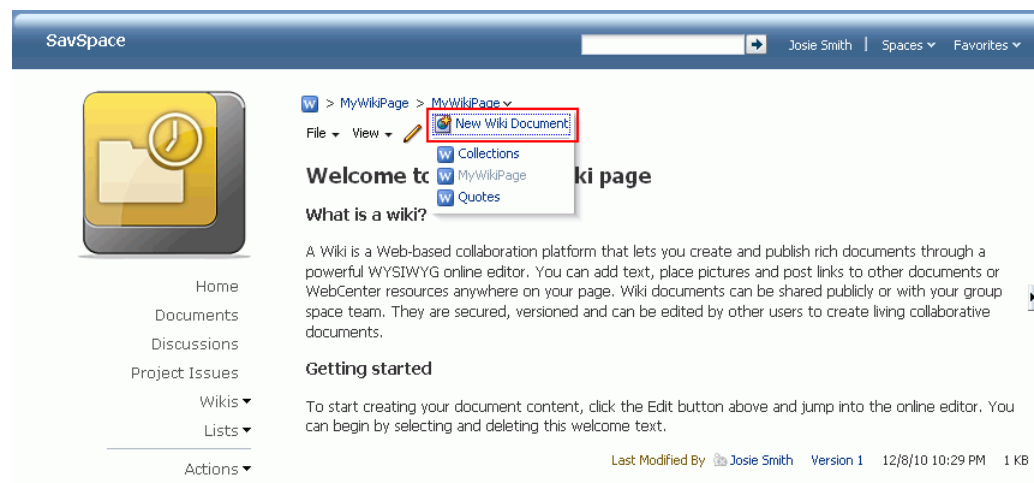 SavSpace
Josie Smith | Spaces Favorites
> MyWikiPage > MyWikiPage
File View
New Wiki Document
Collections
MyWikiPage
Quotes
Welcome to ki page
What is a wiki?
A Wiki is a Web-based collaboration platform that lets you create and publish rich documents through a
powerful WYSIWYG online editor. You can add text, place pictures and post links to other documents or
WebCenter resources anywhere on your page. Wiki documents can be shared publicly or with your group
space team. They are secured, versioned and can be edited by other users to create living collaborative
documents.
Getting started
To start creating your document content, click the Edit button above and jump into the online editor. You
can begin by selecting and deleting this welcome text.
Last Modified By Josie Smith Version 1 12/8/10 10:29 PM 1 KB
Home
Documents
Discussions
Project Issues
Wikis
Lists
Actions